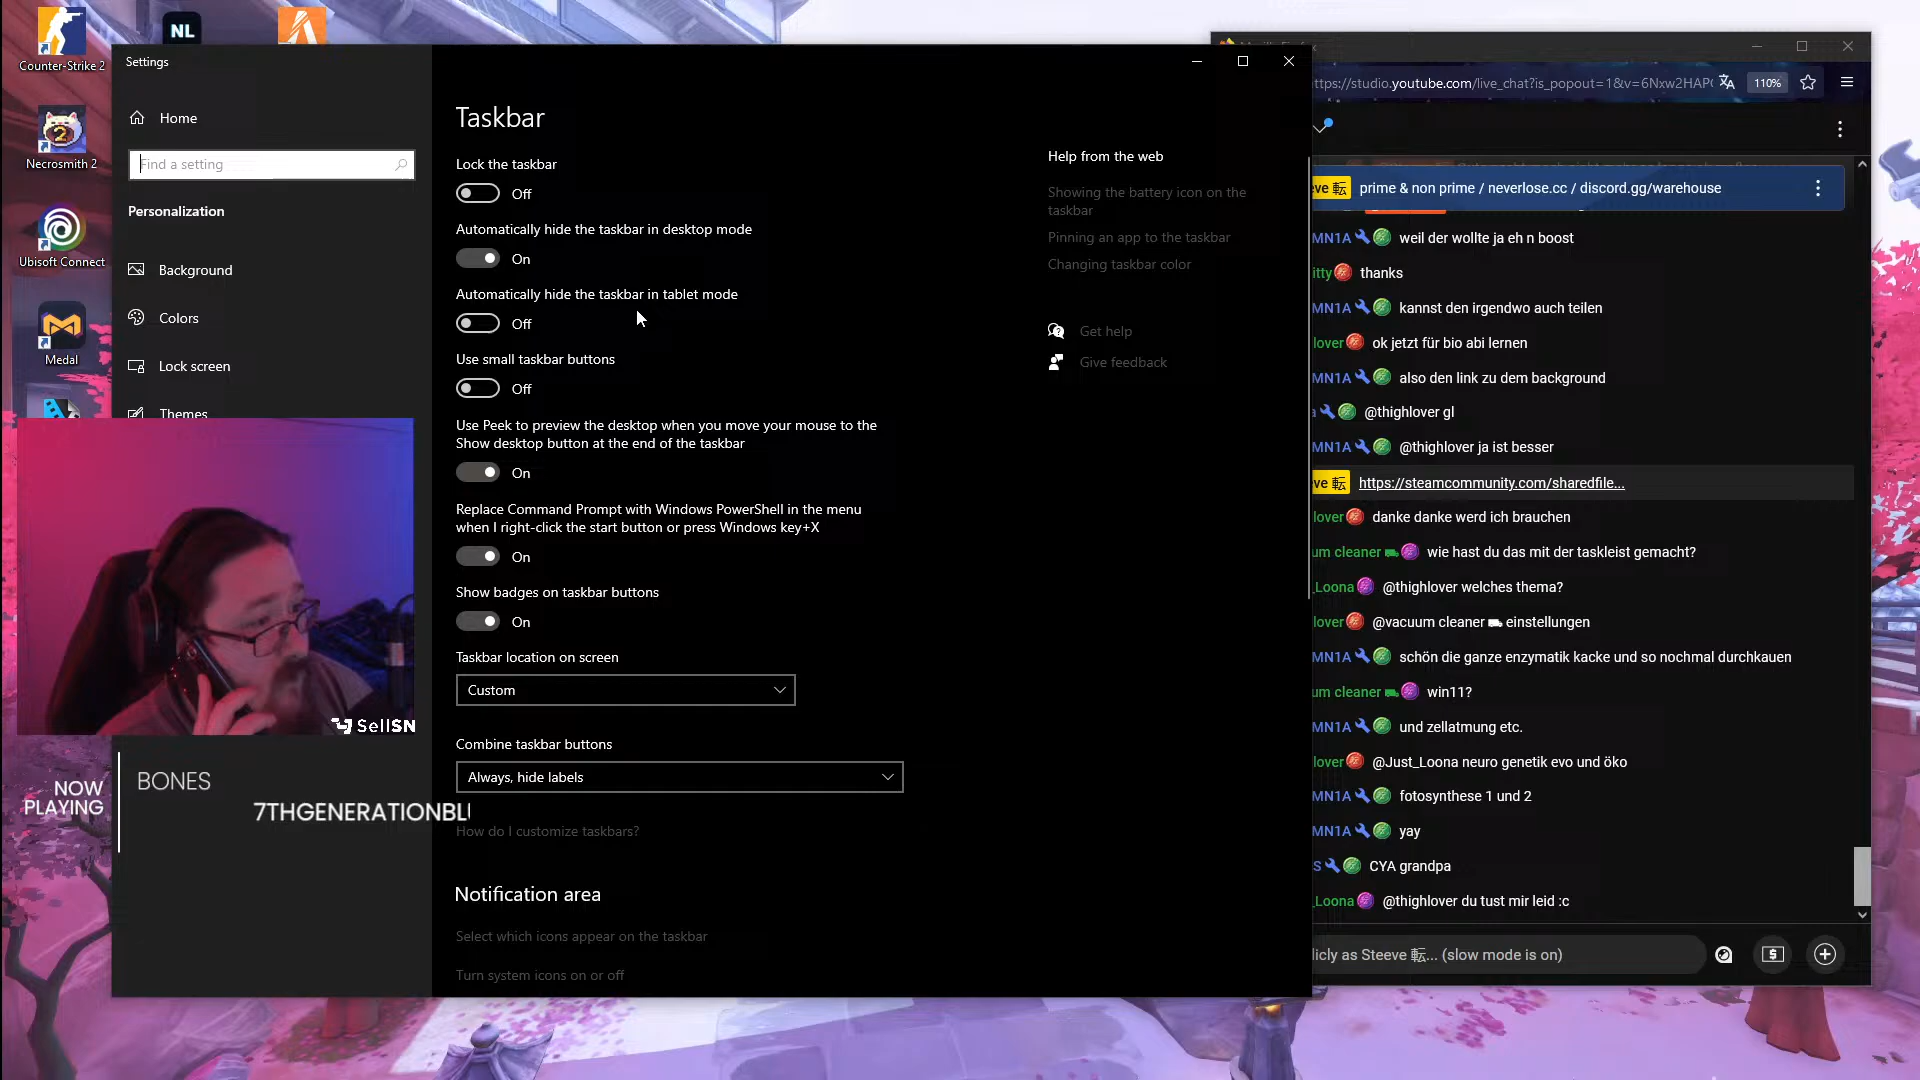 Counter-Strike 2
NL
Necrosmith 2
Ubisoft Connect
Medal
Settings
Home
Find a setting
Personalization
Background
Colors
Lock screen
Themes
Taskbar
Lock the taskbar
Off
Automatically hide the taskbar in desktop mode
On
Automatically hide the taskbar in tablet mode
Off
Use small taskbar buttons
Off
Use Peek to preview the desktop when you move your mouse to the
Show desktop button at the end of the taskbar
On
Replace Command Prompt with Windows PowerShell in the menu
when I right-click the start button or press Windows key+X
On
Show badges on taskbar buttons
On
Taskbar location on screen
Custom
Combine taskbar buttons
Always, hide labels
How do I customize taskbars?
Notification area
Select which icons appear on the taskbar
Turn system icons on or off
Help from the web
Showing the battery icon on the
taskbar
Pinning an app to the taskbar
Changing taskbar color
Get help
Give feedback
SellSN
NOW
PLAYING
BONES
7THGENERATIONBLU
ttps://studio.youtube.com/live_chat?is_popout=1&v=6Nxw2HAP
110%
eve 転 prime & non prime / neverlose.cc / discord.gg/warehouse
MN1A weil der wollte ja eh n boost
itty thanks
MN1A kannst den irgendwo auch teilen
lover ok jetzt für bio abi lernen
MN1A also den link zu dem background
a @thighlover gl
MN1A @thighlover ja ist besser
eve 転 https://steamcommunity.com/sharedfile...
lover danke danke werd ich brauchen
um cleaner wie hast du das mit der taskleist gemacht?
_Loona @thighlover welches thema?
lover @vacuum cleaner einstellungen
MN1A schön die ganze enzymatik kacke und so nochmal durchkauen
um cleaner win11?
MN1A und zellatmung etc.
lover @Just_Loona neuro genetik evo und öko
MN1A fotosynthese 1 und 2
MN1A yay
S CYA grandpa
_Loona @thighlover du tust mir leid :c
licly as Steeve 転... (slow mode is on)